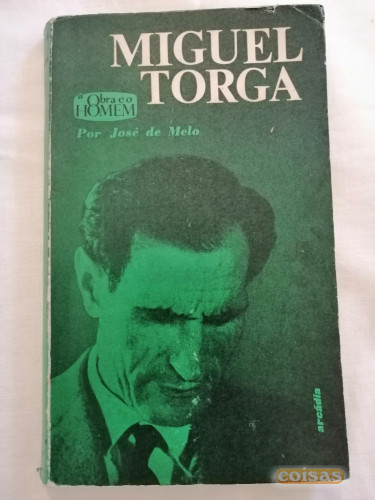 MIGUEL
TORGA
a Obra e o
HOMEM
Por José de Melo
arcádia
coisas